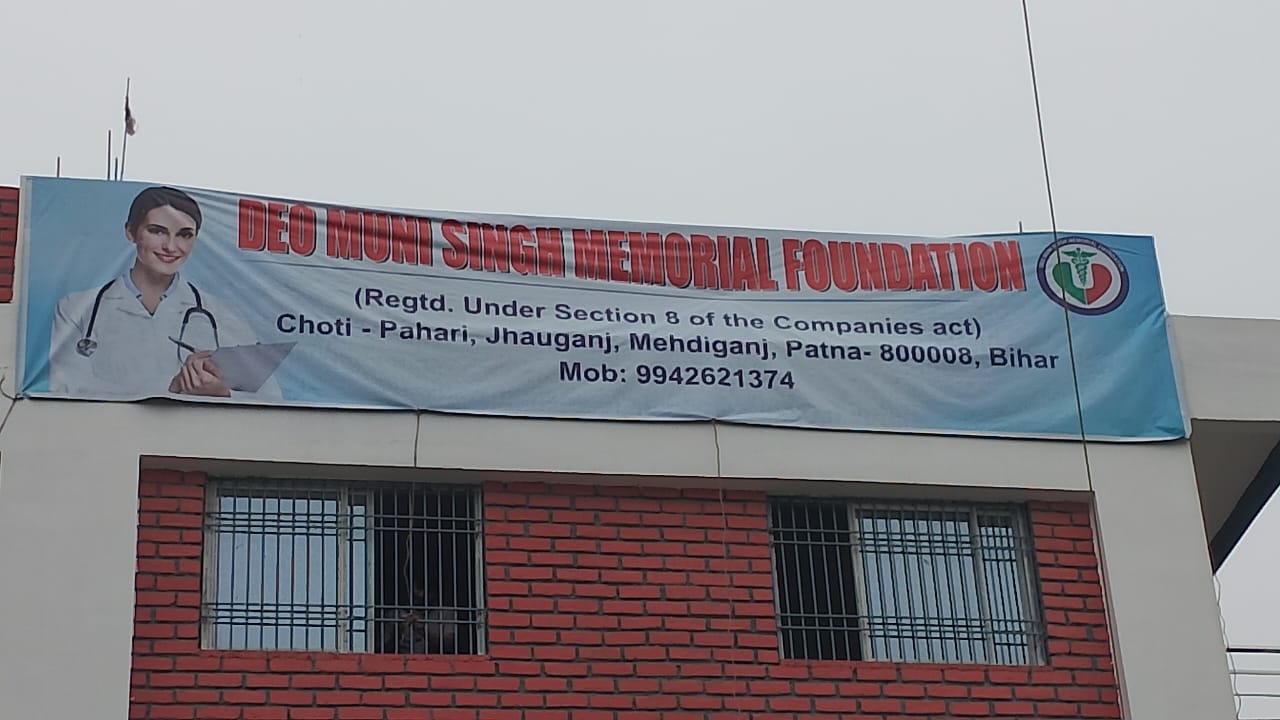 DEO MUNI SINGH MEMORIAL FOUNDATION
(Regtd. Under Section 8 of the Companies act)
Choti - Pahari, Jhauganj, Mehdiganj, Patna- 800008, Bihar
Mob: 9942621374